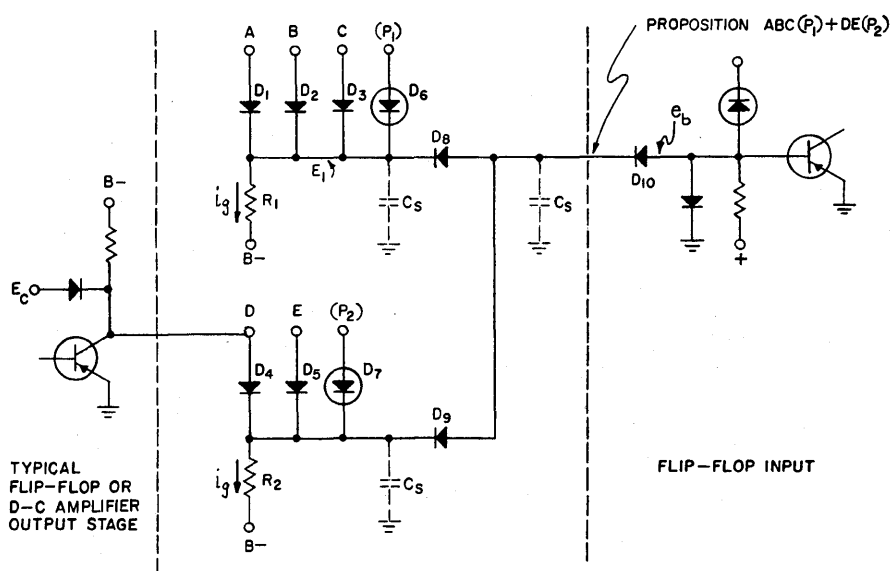 PROPOSITION ABC(P1)+DE(P2)
A B C (P1)
D1 D2 D3 D6
D8
eb
E1
D10
B-
ig R1
CS CS
B-
+
EC
D E (P2)
D4 D5 D7
D9
TYPICAL
FLIP-FLOP OR
D-C AMPLIFIER
OUTPUT STAGE
ig R2
CS
FLIP-FLOP INPUT
B-